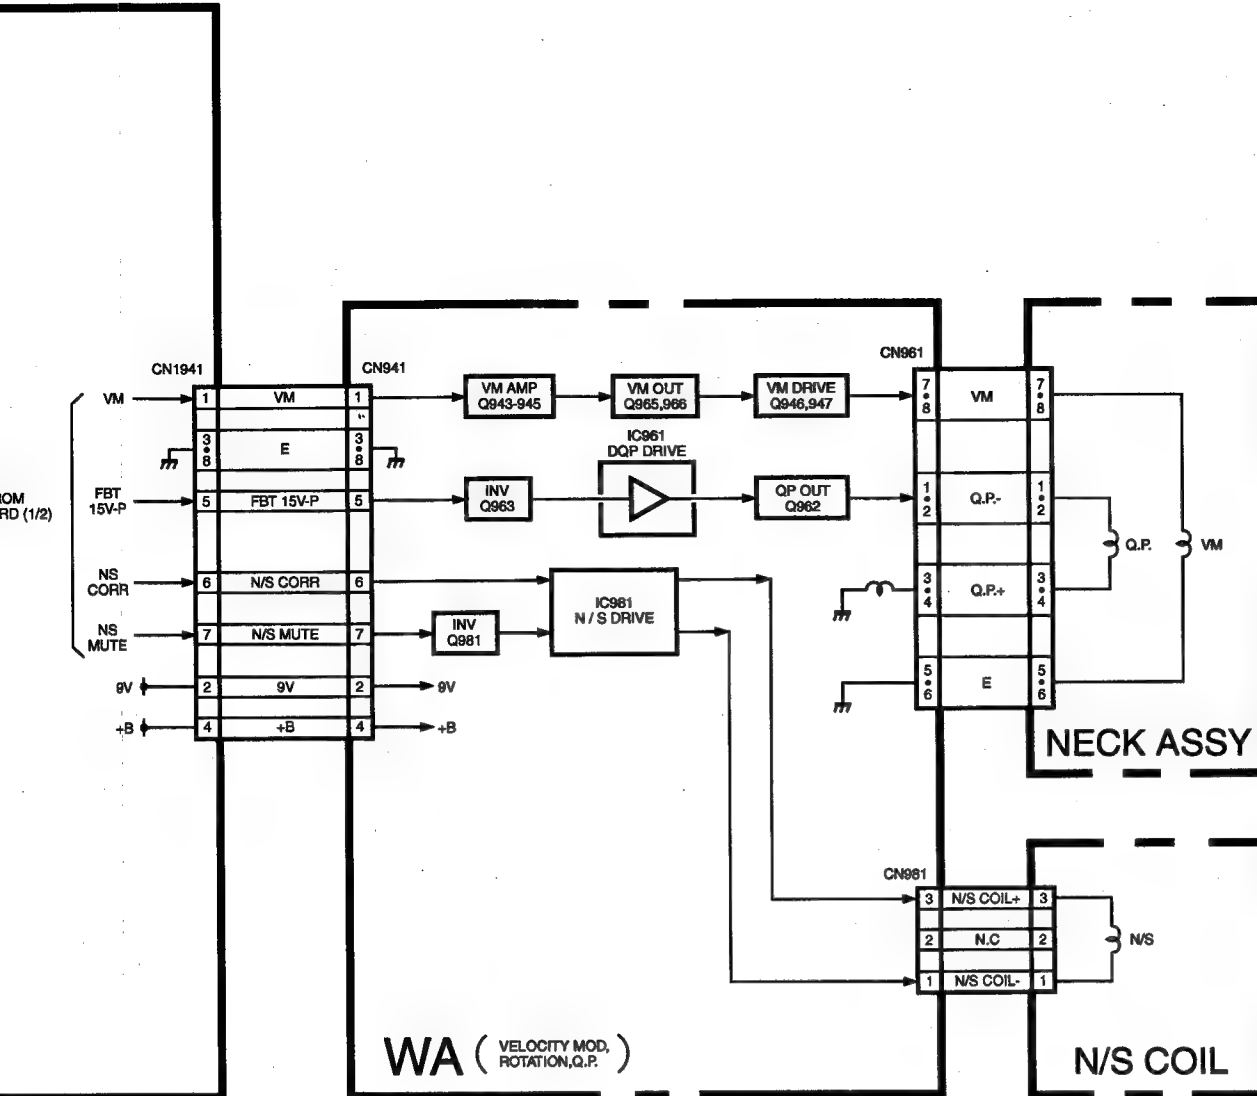 CN1941
CN941
CN961
VM
1
VM
1
VM AMP
Q943-945
VM OUT
Q965,966
VM DRIVE
Q946,947
7
8
VM
7
8
3
8
E
3
8
IC961
DQP DRIVE
FBT
15V-P
5
FBT 15V-P
5
INV
Q963
QP OUT
Q962
1
2
Q.P.-
1
2
RD (1/2)
Q.P.
VM
NS
CORR
6
N/S CORR
6
IC981
N / S DRIVE
3
4
Q.P.+
3
4
NS
MUTE
7
N/S MUTE
7
INV
Q981
9V
2
9V
2
9V
5
6
E
5
6
+B
4
+B
4
+B
NECK ASSY
CN981
3
N/S COIL+
3
2
N.C
2
N/S
1
N/S COIL-
1
WA ( VELOCITY MOD,
ROTATION,Q.P. )
N/S COIL